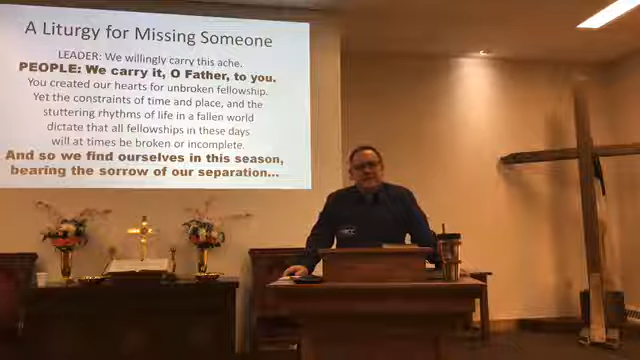 A Liturgy for Missing Someone
LEADER: We willingly carry this ache.
PEOPLE: We carry it, O Father, to you.
You created our hearts for unbroken fellowship.
Yet the constraints of time and place, and the
stuttering rhythms of life in a fallen world
dictate that all fellowships in these days
will at times be broken or incomplete.
And so we find ourselves in this season,
bearing the sorrow of our separation...